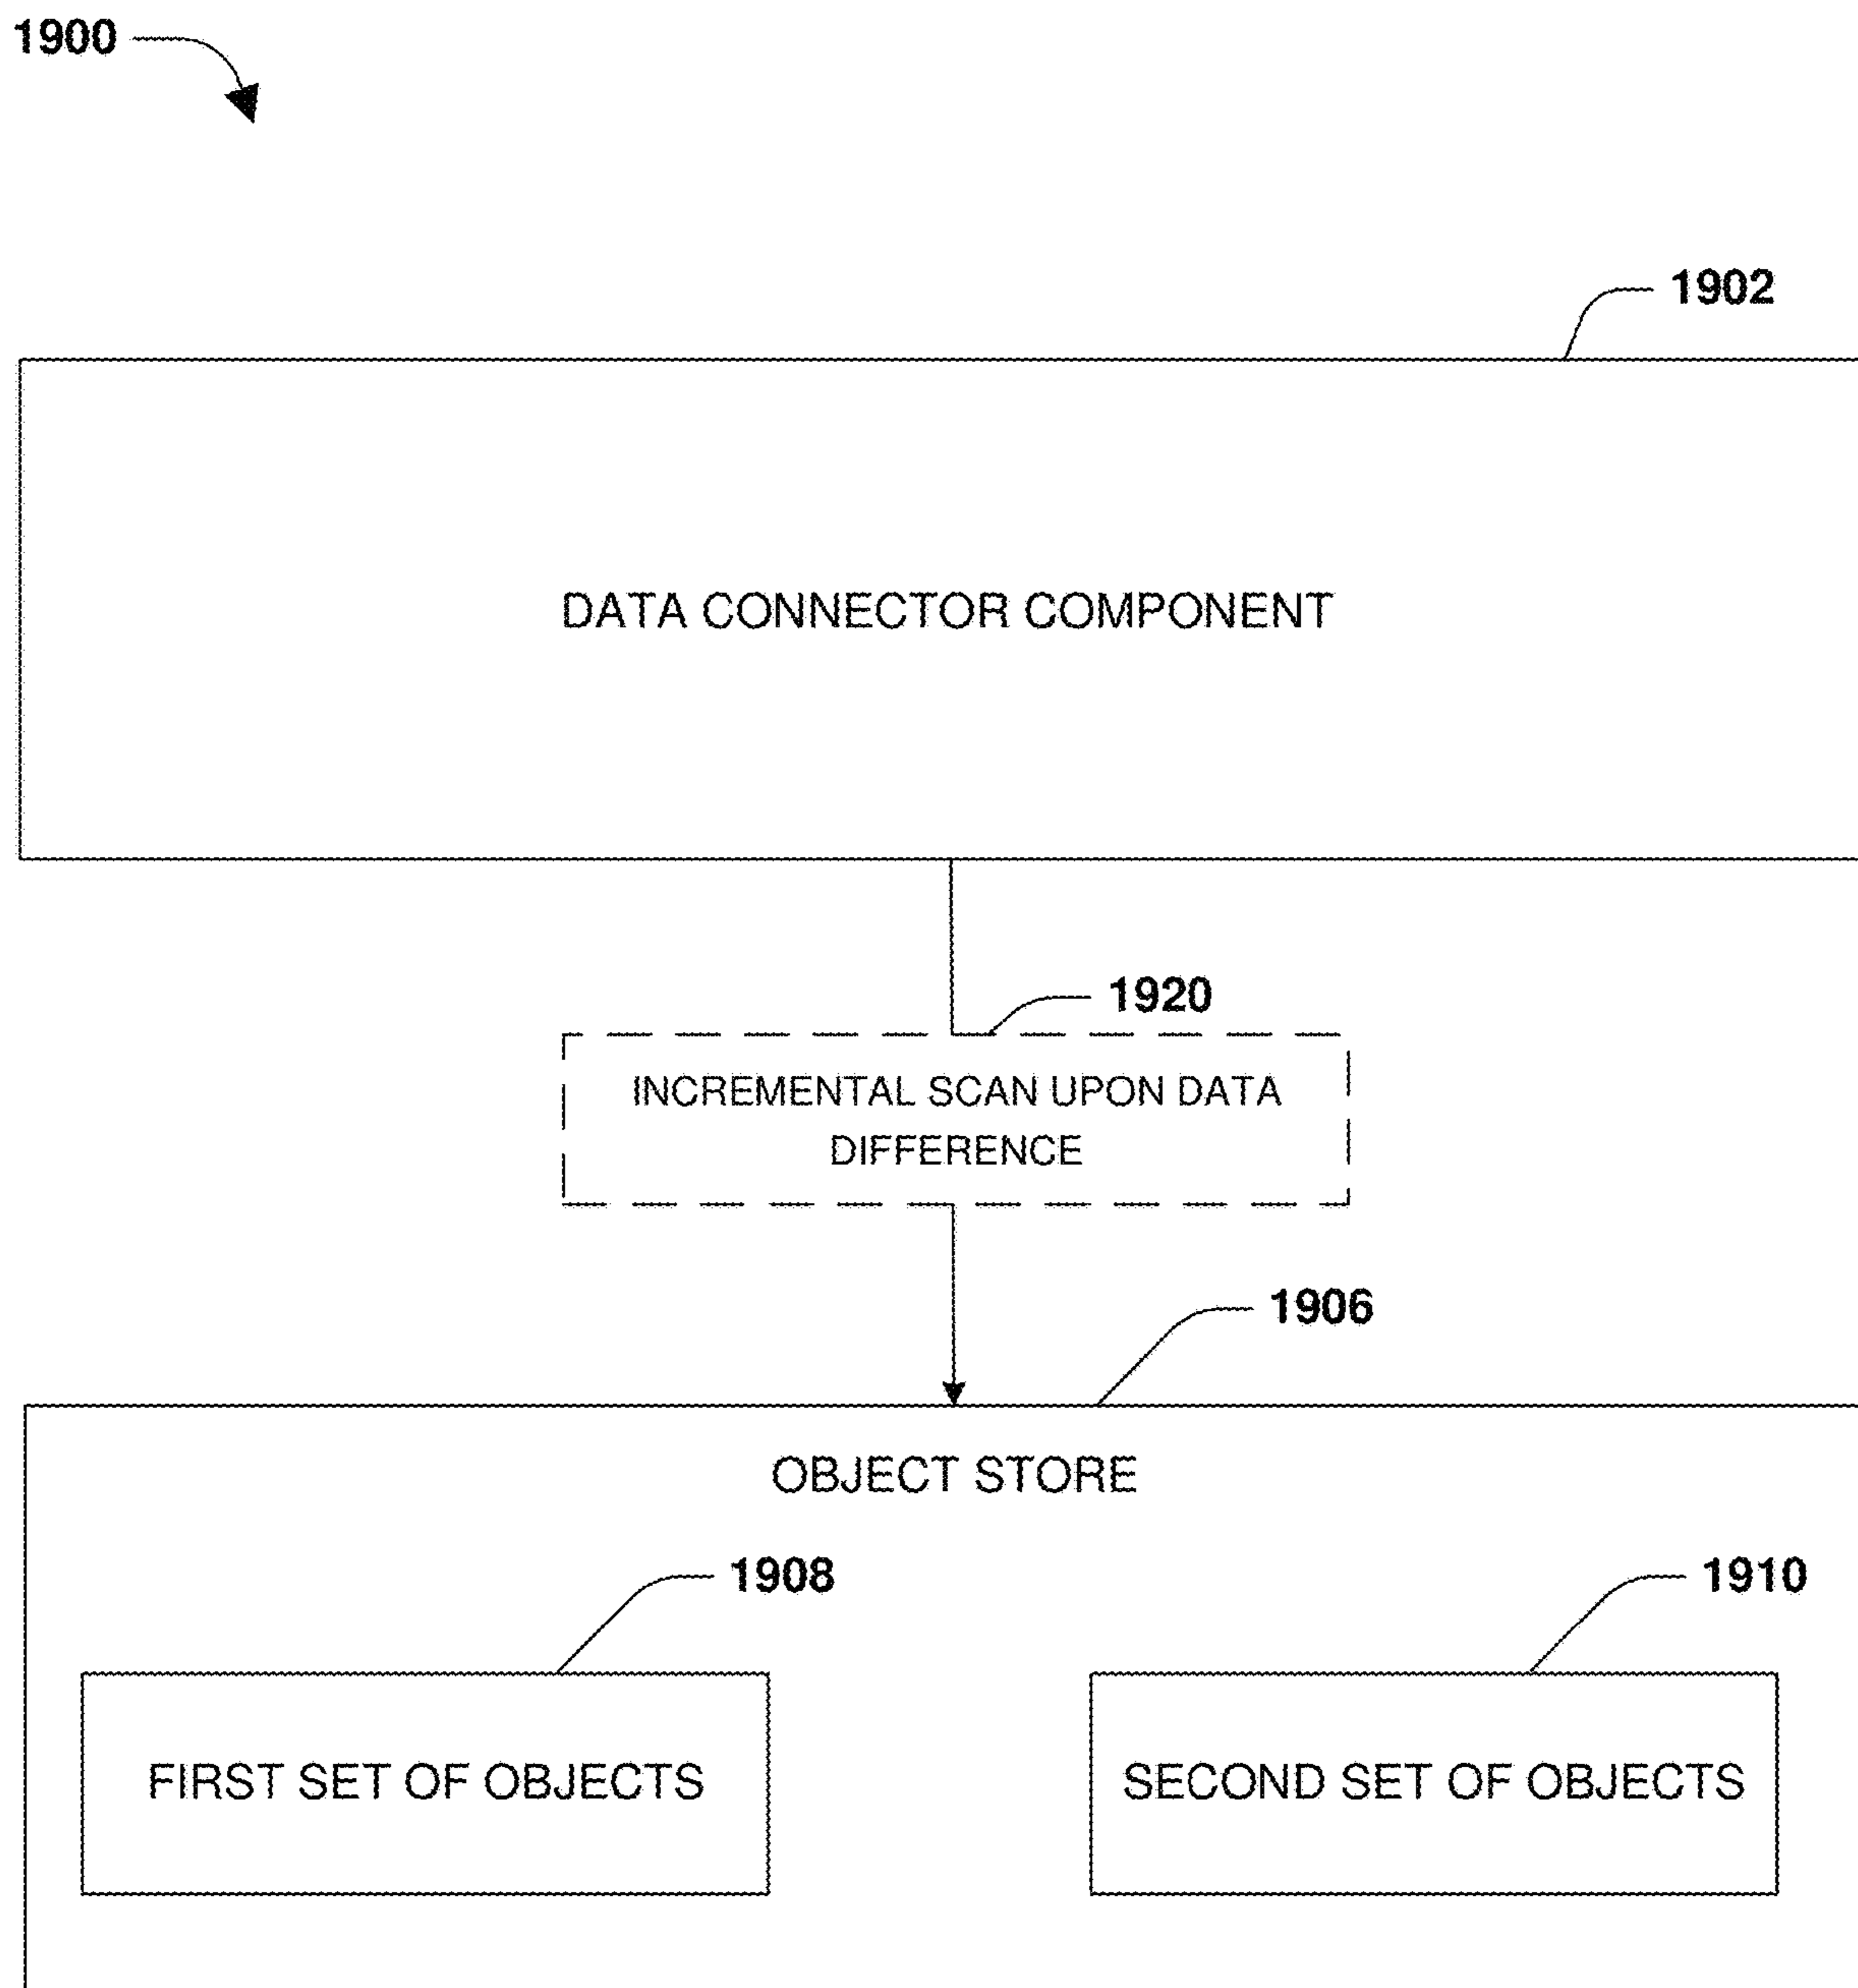 1900
1902
DATA CONNECTOR COMPONENT
1920
INCREMENTAL SCAN UPON DATA
DIFFERENCE
1906
OBJECT STORE
1908
1910
FIRST SET OF OBJECTS
SECOND SET OF OBJECTS